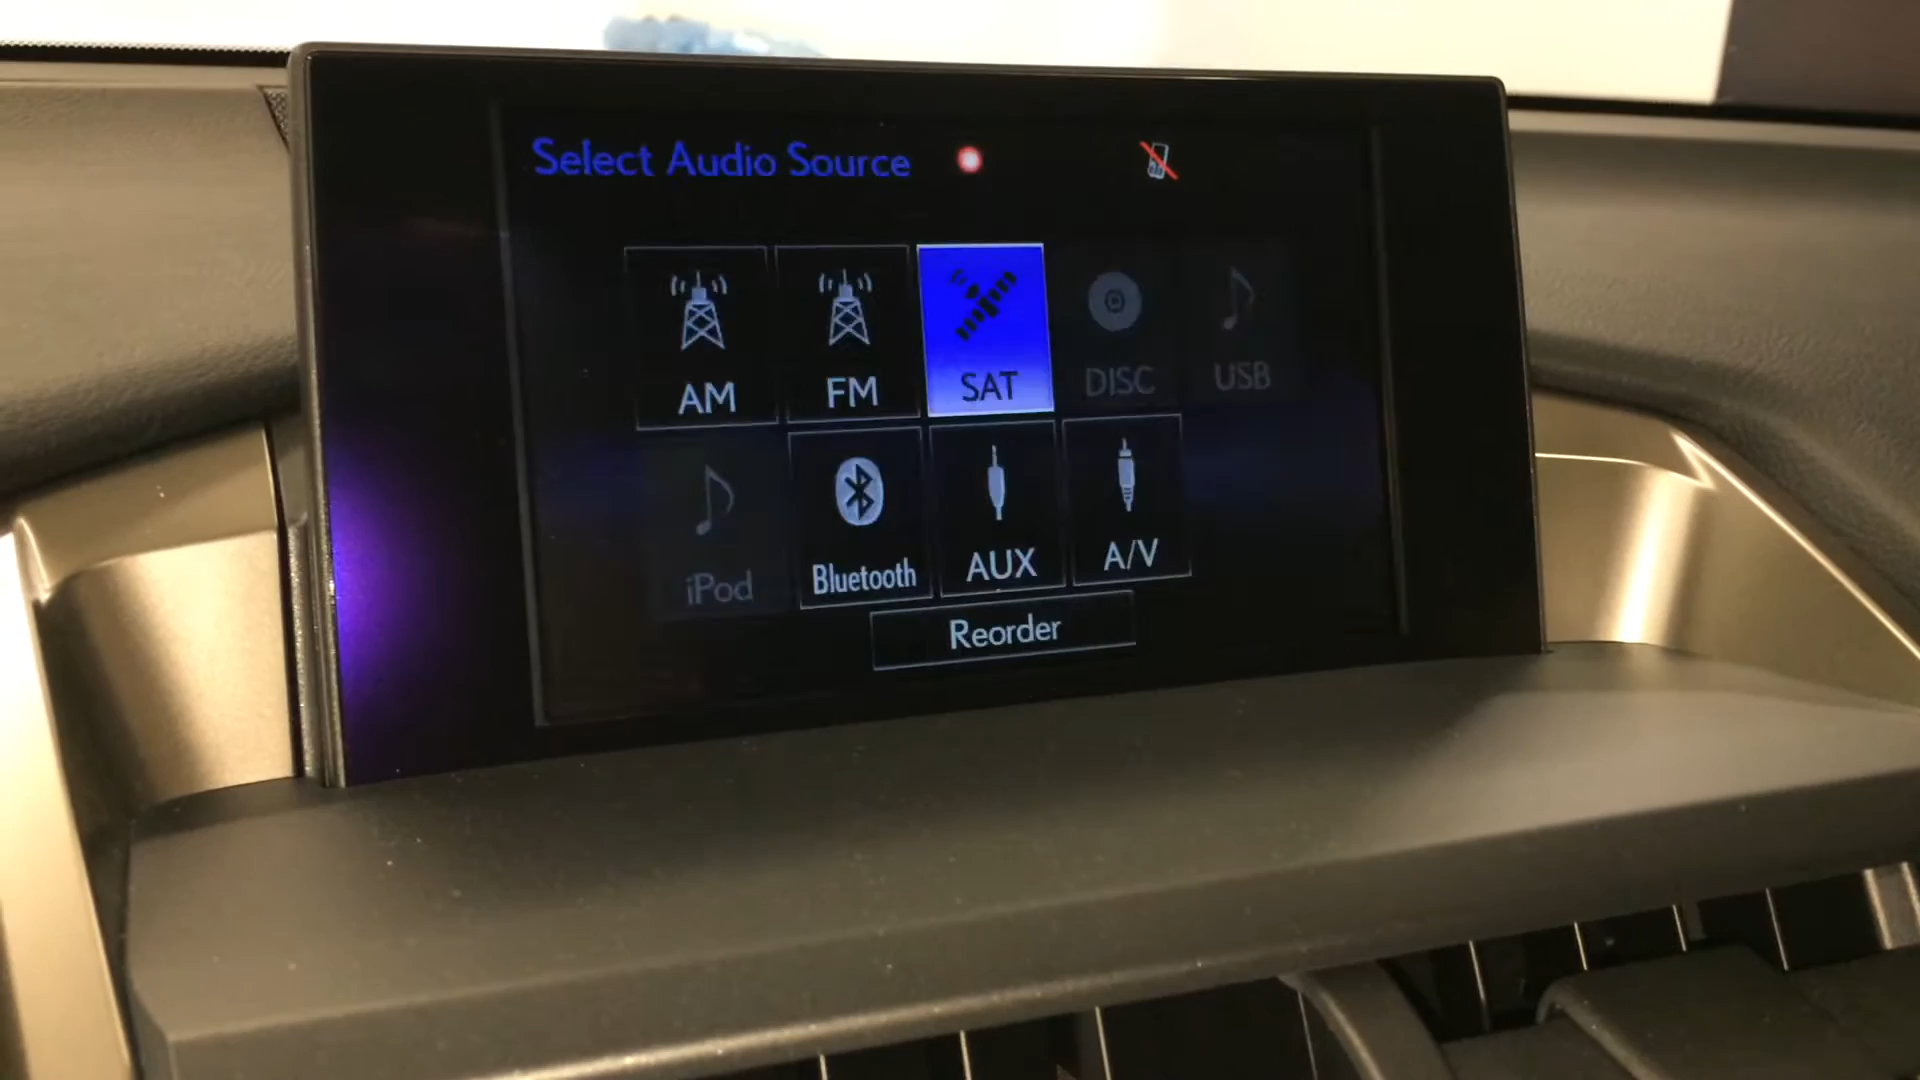 Select Audio Source
AM
FM
SAT
DISC
USB
iPod
Bluetooth
AUX
A/V
Reorder